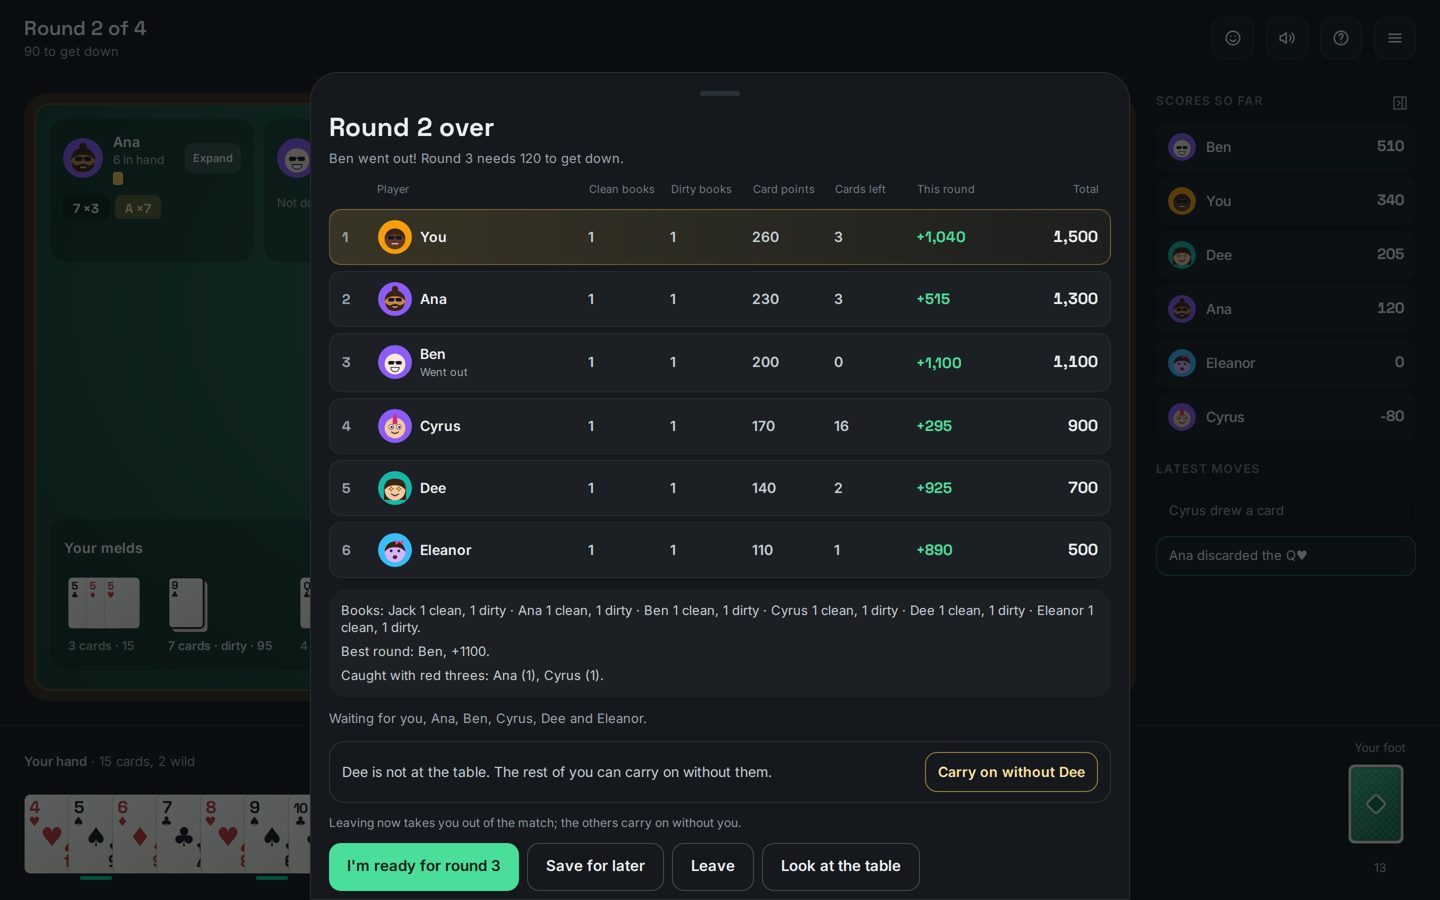 Round 2 of 4
90 to get down
Ana
6 in hand
Expand
7 ×3
A ×7
Your melds
5
5
5
9
3 cards · 15
7 cards · dirty · 95
4
Your hand · 15 cards, 2 wild
4
5
6
7
8
9
10
Round 2 over
Ben went out! Round 3 needs 120 to get down.
Player Clean books Dirty books Card points Cards left This round Total
1 You 1 1 260 3 +1,040 1,500
2 Ana 1 1 230 3 +515 1,300
3 Ben 1 1 200 0 +1,100 1,100
Went out
4 Cyrus 1 1 170 16 +295 900
5 Dee 1 1 140 2 +925 700
6 Eleanor 1 1 110 1 +890 500
Books: Jack 1 clean, 1 dirty · Ana 1 clean, 1 dirty · Ben 1 clean, 1 dirty · Cyrus 1 clean, 1 dirty · Dee 1 clean, 1 dirty · Eleanor 1
clean, 1 dirty.
Best round: Ben, +1100.
Caught with red threes: Ana (1), Cyrus (1).
Waiting for you, Ana, Ben, Cyrus, Dee and Eleanor.
Dee is not at the table. The rest of you can carry on without them.
Carry on without Dee
Leaving now takes you out of the match; the others carry on without you.
I'm ready for round 3
Save for later
Leave
Look at the table
SCORES SO FAR
Ben 510
You 340
Dee 205
Ana 120
Eleanor 0
Cyrus -80
LATEST MOVES
Cyrus drew a card
Ana discarded the Q♥
Your foot
13